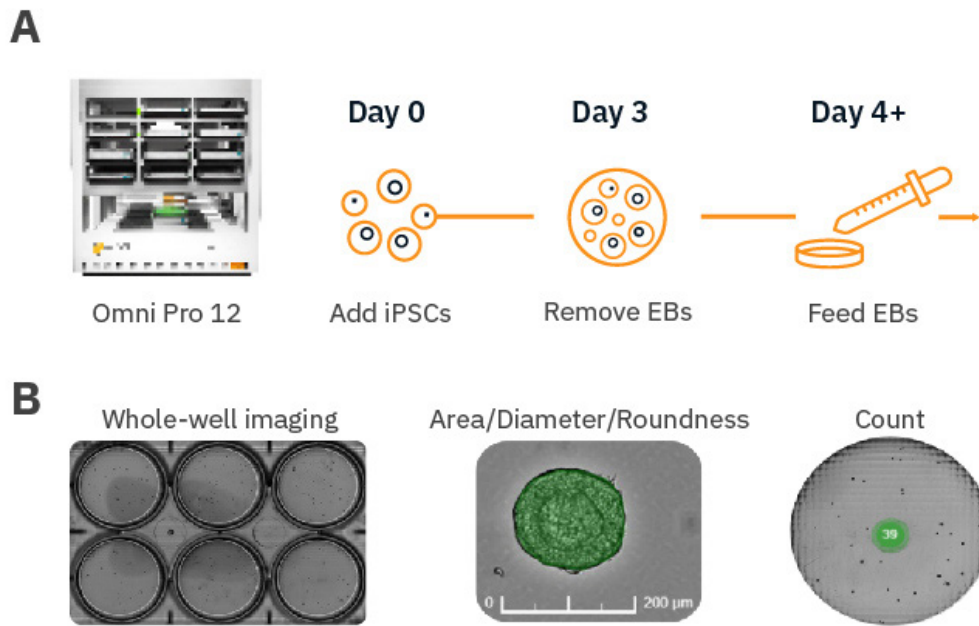 A
Day 0
Day 3
Day 4+
Omni Pro 12
Add iPSCs
Remove EBs
Feed EBs
B
Whole-well imaging
Area/Diameter/Roundness
Count
39
0
200 µm